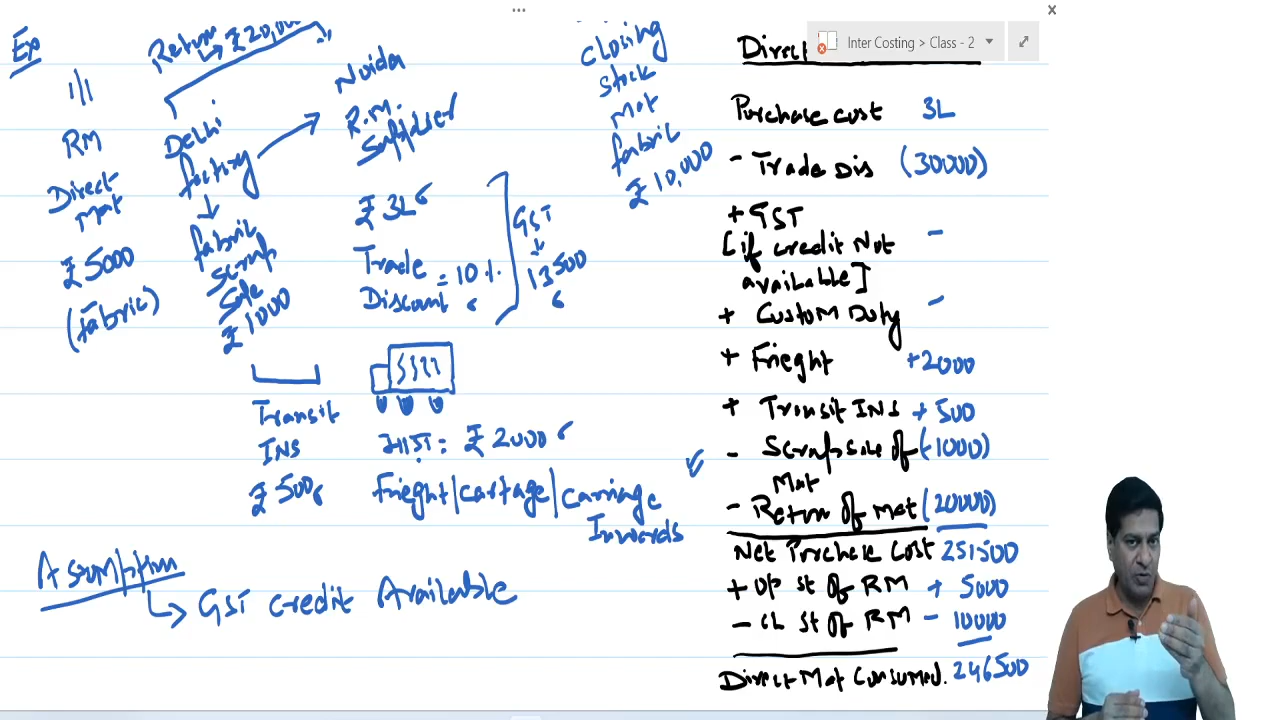 Ex
1//
RM
Direct
Mat
₹5000
(fabric)
Return
↳ ₹20,000
Delhi
factory
↓
fabric
Scrap
Sale
₹1000
Transit
INS
₹500
Noida
R.M.
Supplier
₹3L
Trade
Discount = 10%
GST
↓
13500
भाड़ा : ₹2000
Frieght/cartage/Carriage
Inwards
Asumption
↳ GST credit Available
closing
stock
Mat
fabric
₹10,000
Inter Costing > Class - 2
Direct
Purchase cost 3L
- Trade Dis (30000)
+ GST
[if credit Not –
available]
+ Custom Duty –
+ Frieght +2000
+ Transit INS +500
- Scrap sale of (-1000)
Mat
- Return of Mat (20000)
Net Purchase Cost 251500
+ op st of RM + 5000
- cl st of RM - 10000
Direct Mat Consumed. 246500